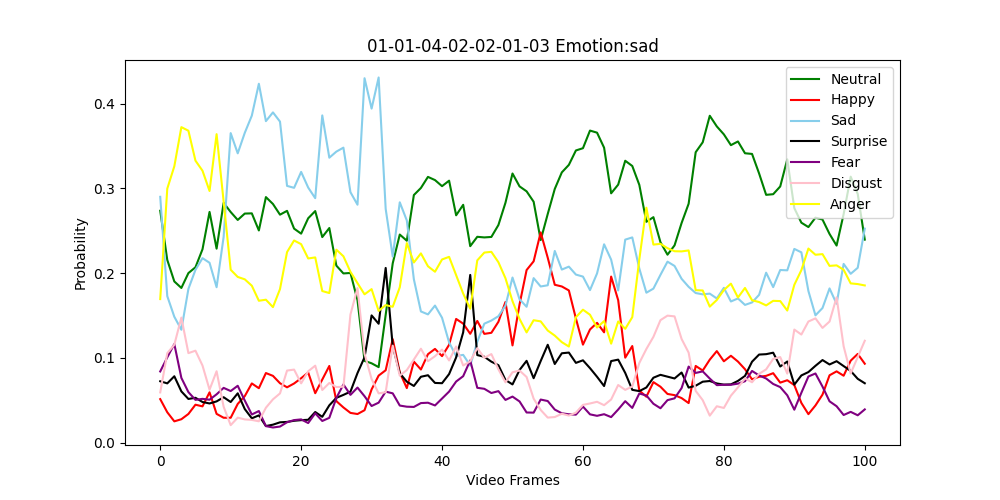 01-01-04-02-02-01-03 Emotion:sad
Neutral
Happy
Sad
Surprise
Fear
Disgust
Anger
Probability
0.4
0.3
0.2
0.1
0.0
0 20 40 60 80 100
Video Frames